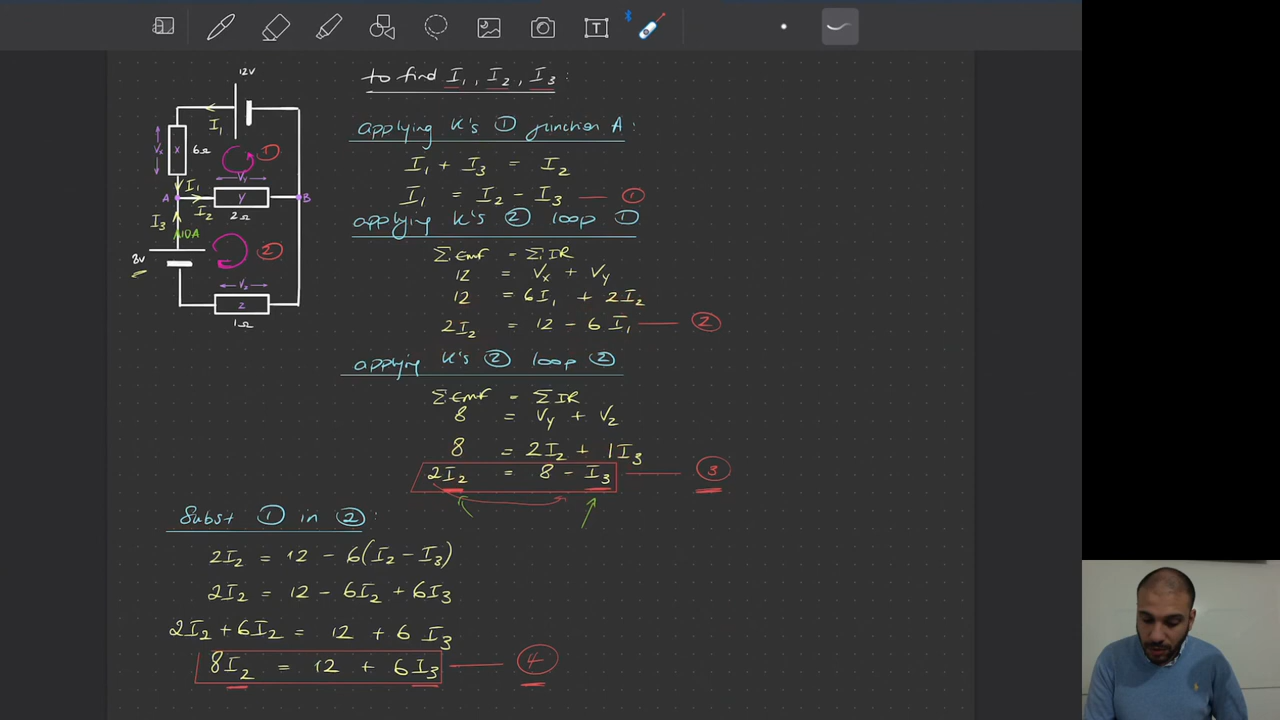 T
12V
I₁
Vx
X
6Ω
①
Vy
I₁
A
I₂
Y
B
2Ω
I₃
10A
②
8V
Vz
Z
1Ω
to find I₁, I₂, I₃ :
applying K's ① junction A:
I₁ + I₃ = I₂
I₁ = I₂ - I₃ —— ①
applying K's ② loop ①
ΣEmf = ΣIR
12 = Vx + Vy
12 = 6I₁ + 2I₂
2I₂ = 12 - 6I₁ —— ②
applying K's ② loop ②
ΣEmf = ΣIR
8 = Vy + Vz
8 = 2I₂ + 1I₃
2I₂ = 8 - I₃ —— ③
Subst ① in ② :
2I₂ = 12 - 6(I₂ - I₃)
2I₂ = 12 - 6I₂ + 6I₃
2I₂ + 6I₂ = 12 + 6I₃
8I₂ = 12 + 6I₃ —— ④